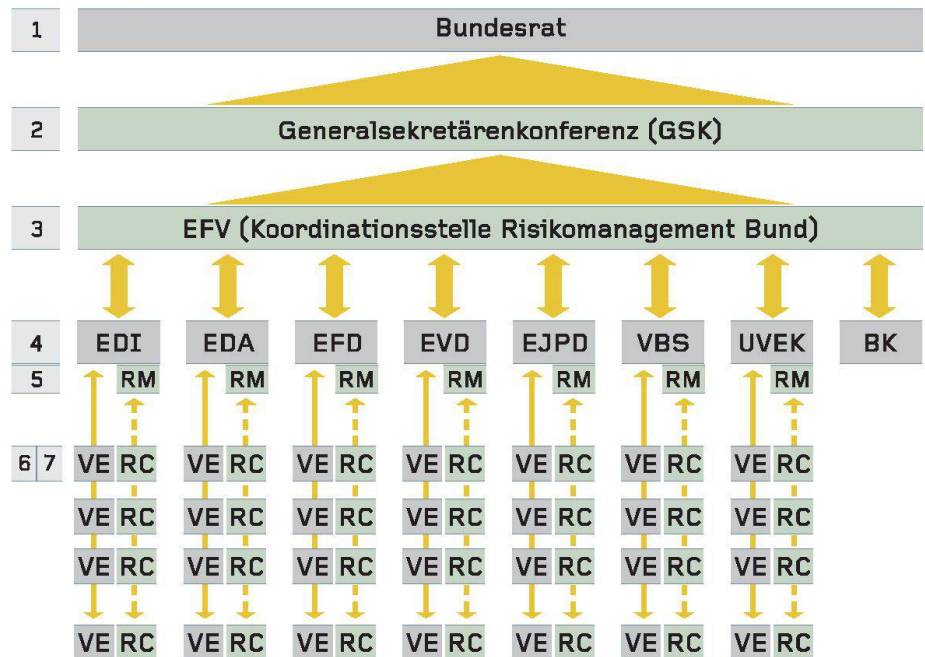 1 Bundesrat
2 Generalsekretärenkonferenz (GSK)
3 EFV (Koordinationsstelle Risikomanagement Bund)
4 EDI EDA EFD EVD EJPD VBS UVEK BK
5 RM RM RM RM RM RM RM
6 7 VE RC VE RC VE RC VE RC VE RC VE RC VE RC
VE RC VE RC VE RC VE RC VE RC VE RC VE RC
VE RC VE RC VE RC VE RC VE RC VE RC VE RC
VE RC VE RC VE RC VE RC VE RC VE RC VE RC